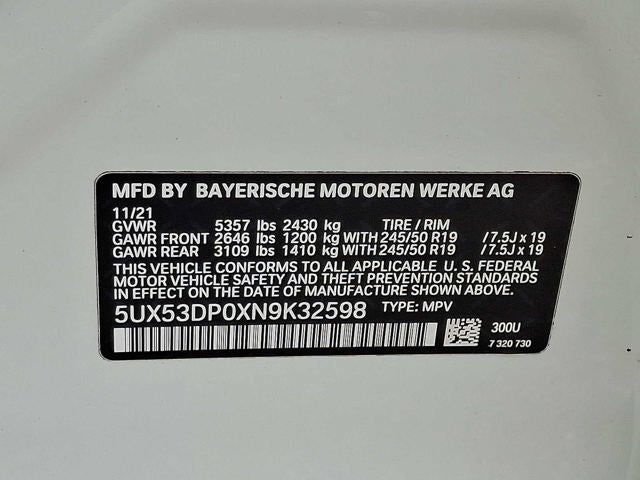 MFD BY BAYERISCHE MOTOREN WERKE AG
11/21
GVWR 5357 lbs 2430 kg TIRE / RIM
GAWR FRONT 2646 lbs 1200 kg WITH 245/50 R19 / 7.5J x 19
GAWR REAR 3109 lbs 1410 kg WITH 245/50 R19 / 7.5J x 19
THIS VEHICLE CONFORMS TO ALL APPLICABLE U. S. FEDERAL
MOTOR VEHICLE SAFETY AND THEFT PREVENTION STANDARDS
IN EFFECT ON THE DATE OF MANUFACTURE SHOWN ABOVE.
5UX53DP0XN9K32598 TYPE: MPV
300U
7 320 730